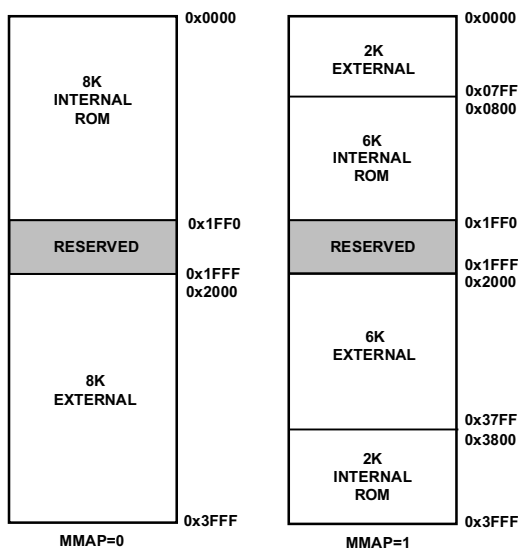 0x0000
8K
INTERNAL
ROM
0x1FF0
RESERVED
0x1FFF
0x2000
8K
EXTERNAL
0x3FFF
MMAP=0
0x0000
2K
EXTERNAL
0x07FF
0x0800
6K
INTERNAL
ROM
0x1FF0
RESERVED
0x1FFF
0x2000
6K
EXTERNAL
0x37FF
0x3800
2K
INTERNAL
ROM
0x3FFF
MMAP=1